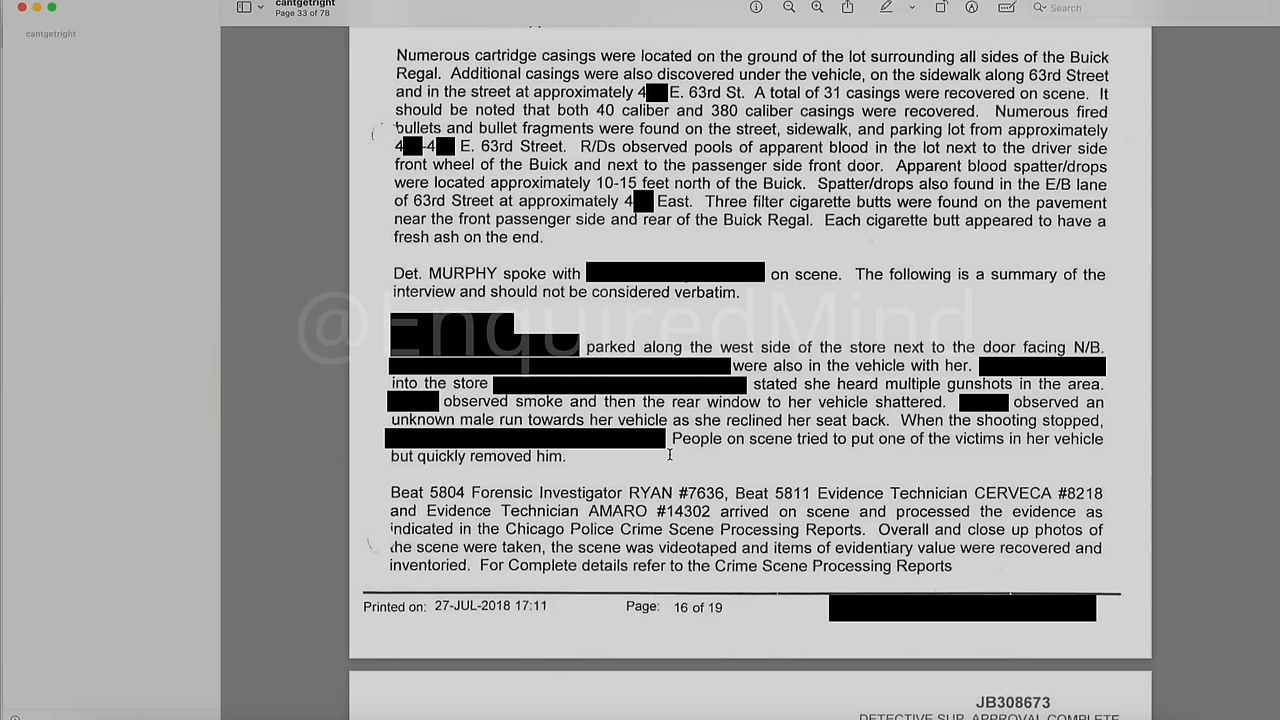 cantgetright
Page 33 of 78
Search
cantgetright
Numerous cartridge casings were located on the ground of the lot surrounding all sides of the Buick
Regal. Additional casings were also discovered under the vehicle, on the sidewalk along 63rd Street
and in the street at approximately 4 E. 63rd St. A total of 31 casings were recovered on scene. It
should be noted that both 40 caliber and 380 caliber casings were recovered. Numerous fired
bullets and bullet fragments were found on the street, sidewalk, and parking lot from approximately
4 -4 E. 63rd Street. R/Ds observed pools of apparent blood in the lot next to the driver side
front wheel of the Buick and next to the passenger side front door. Apparent blood spatter/drops
were located approximately 10-15 feet north of the Buick. Spatter/drops also found in the E/B lane
of 63rd Street at approximately 4 East. Three filter cigarette butts were found on the pavement
near the front passenger side and rear of the Buick Regal. Each cigarette butt appeared to have a
fresh ash on the end.
Det. MURPHY spoke with on scene. The following is a summary of the
interview and should not be considered verbatim.
@EnquiredMind
parked along the west side of the store next to the door facing N/B.
were also in the vehicle with her.
into the store stated she heard multiple gunshots in the area.
observed smoke and then the rear window to her vehicle shattered. observed an
unknown male run towards her vehicle as she reclined her seat back. When the shooting stopped,
People on scene tried to put one of the victims in her vehicle
but quickly removed him.
Beat 5804 Forensic Investigator RYAN #7636, Beat 5811 Evidence Technician CERVECA #8218
and Evidence Technician AMARO #14302 arrived on scene and processed the evidence as
indicated in the Chicago Police Crime Scene Processing Reports. Overall and close up photos of
the scene were taken, the scene was videotaped and items of evidentiary value were recovered and
inventoried. For Complete details refer to the Crime Scene Processing Reports
Printed on: 27-JUL-2018 17:11 Page: 16 of 19
JB308673
DETECTIVE SUP. APPROVAL COMPLETE